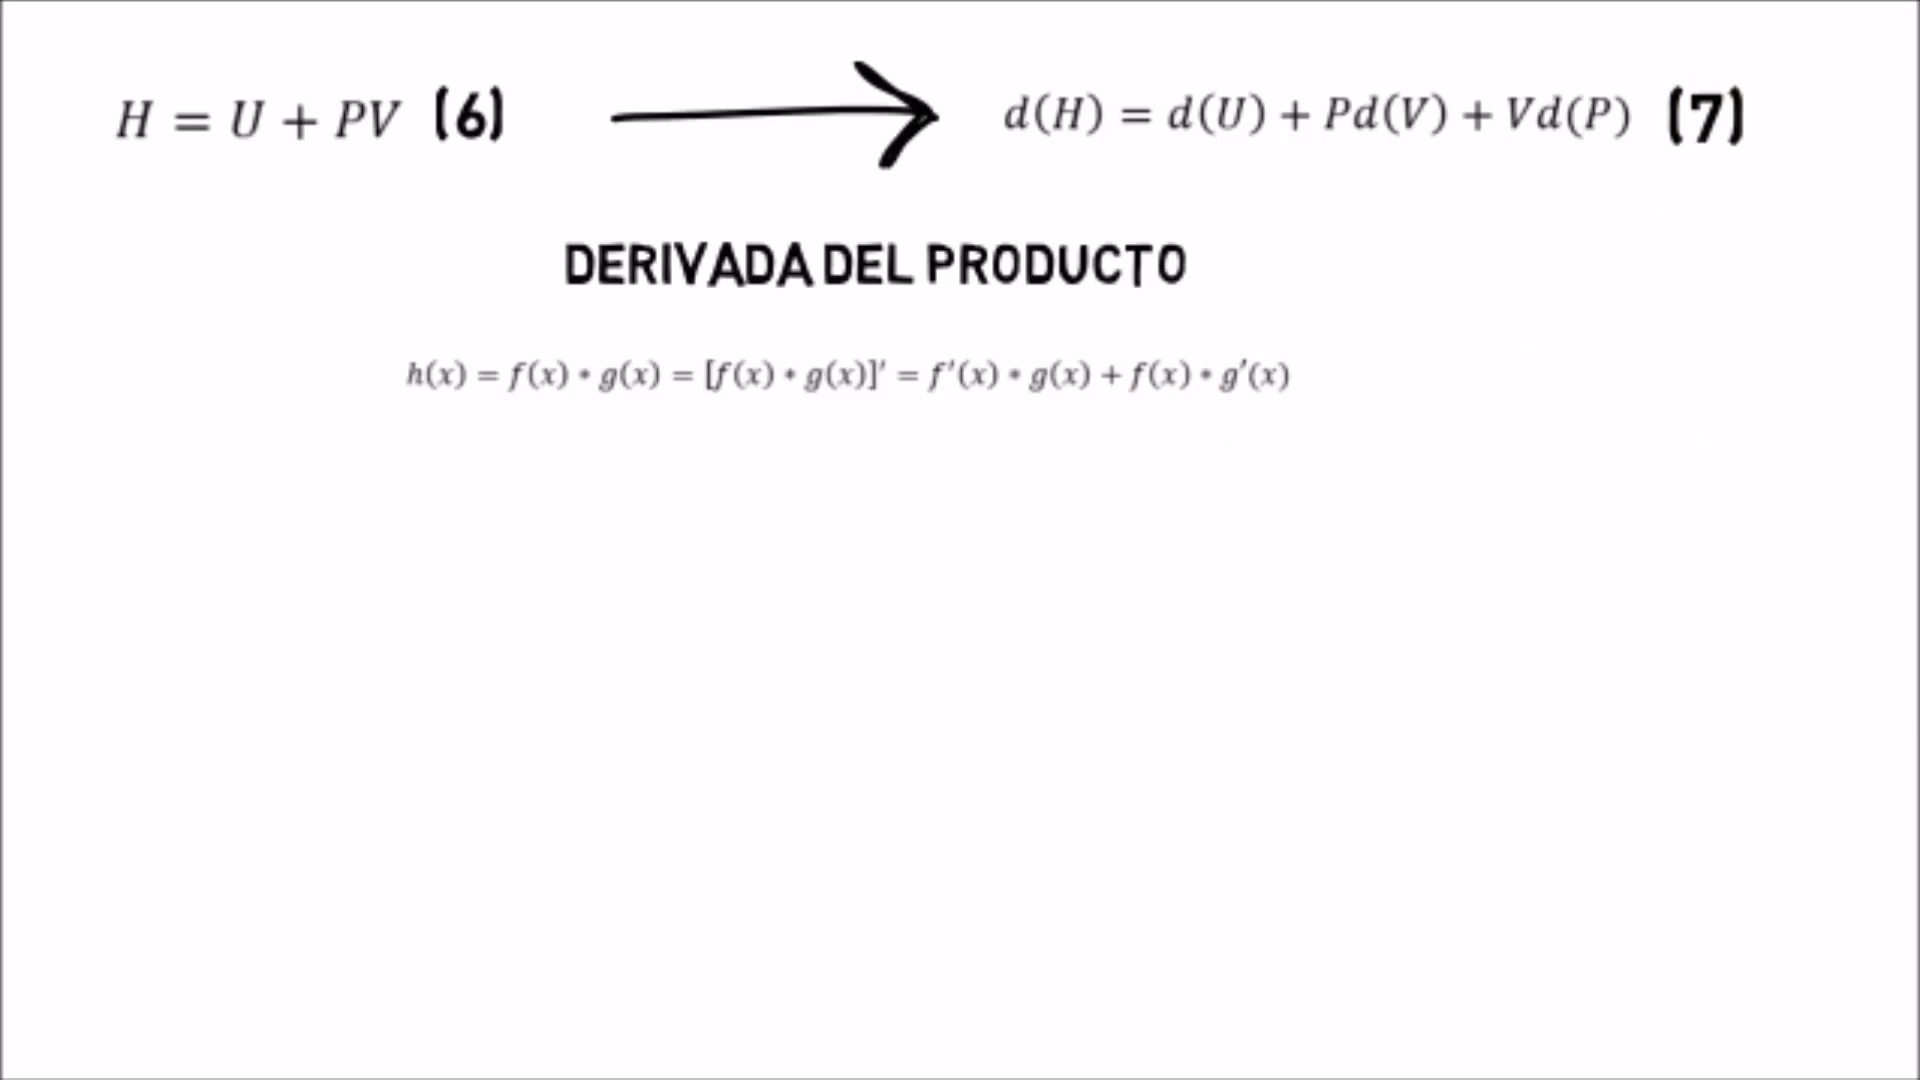 H = U + PV (6) d(H) = d(U) + Pd(V) + Vd(P) (7)
DERIVADA DEL PRODUCTO
h(x) = f(x) * g(x) = [f(x) * g(x)]' = f'(x) * g(x) + f(x) * g'(x)